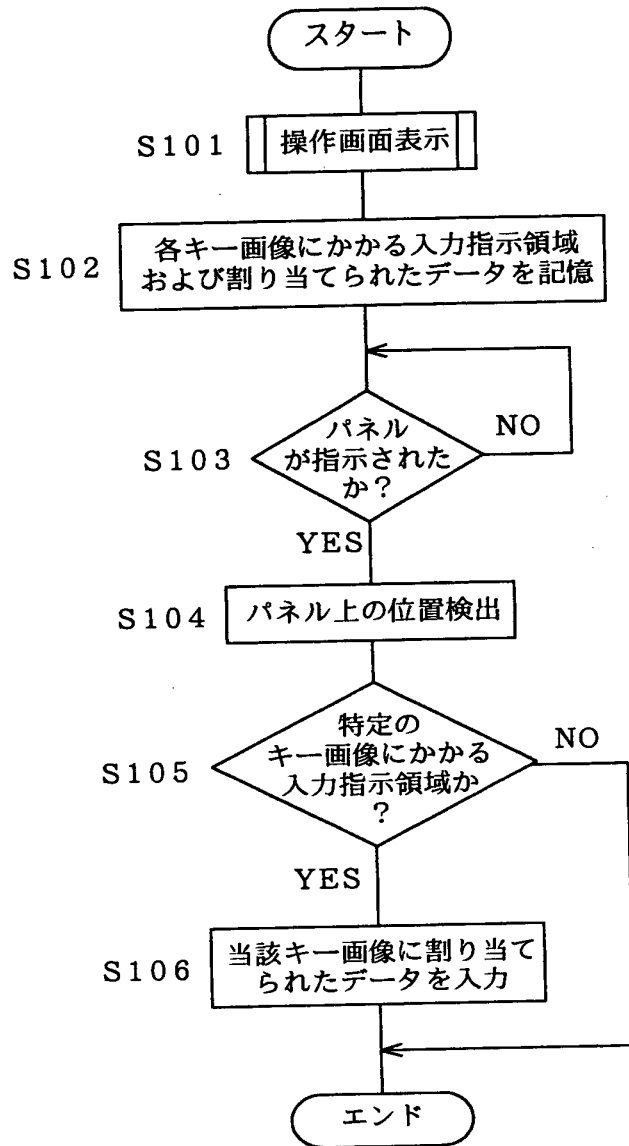 スタート
S101
操作画面表示
S102
各キー画像にかかる入力指示領域
および割り当てられたデータを記憶
S103
パネル
が指示された
か？
NO
YES
S104
パネル上の位置検出
S105
特定の
キー画像にかかる
入力指示領域か
？
NO
YES
S106
当該キー画像に割り当て
られたデータを入力
エンド